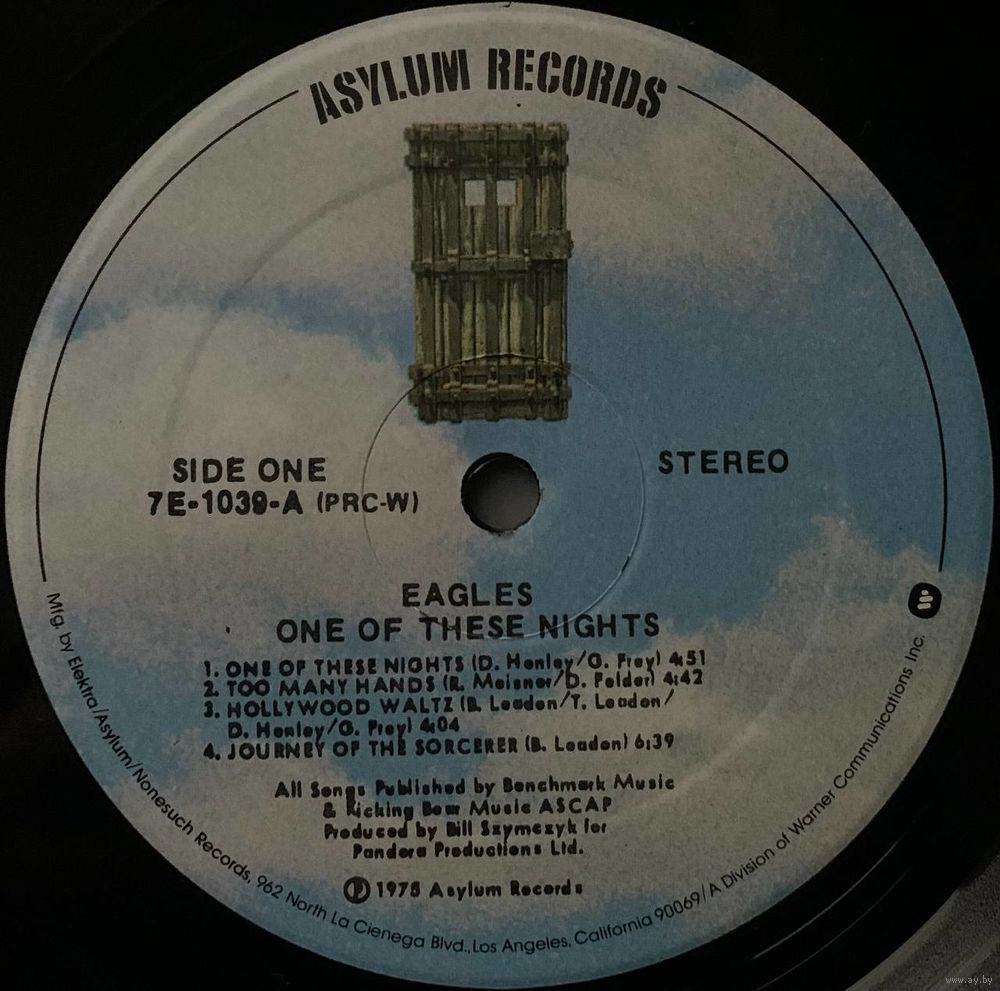 ASYLUM RECORDS
SIDE ONE
7E-1039-A (PRC-W)
STEREO
EAGLES
ONE OF THESE NIGHTS
1. ONE OF THESE NIGHTS (D. Henley/G. Frey) 4:51
2. TOO MANY HANDS (R. Meisner/D. Felder) 4:42
3. HOLLYWOOD WALTZ (B. Leadon/T. Leadon/
D. Henley/G. Frey) 4:04
4. JOURNEY OF THE SORCERER (B. Leadon) 6:39
All Songs Published by Benchmark Music
& Kicking Bear Music ASCAP
Produced by Bill Szymczyk for
Pandora Productions Ltd.
Ⓟ 1975 Asylum Records
Mfg. by Elektra/Asylum/Nonesuch Records, 962 North La Cienega Blvd., Los Angeles, California 90069/A Division of Warner Communications Inc.
www.ay.by